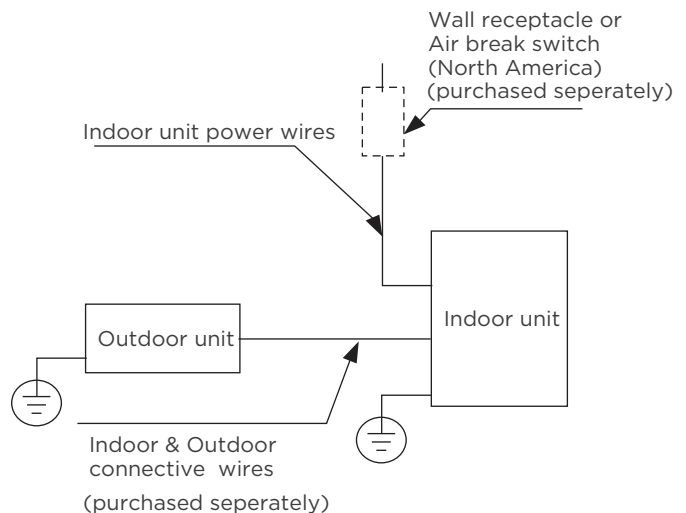 Wall receptacle or
Air break switch
(North America)
(purchased seperately)
Indoor unit power wires
Indoor unit
Outdoor unit
Indoor & Outdoor
connective wires
(purchased seperately)